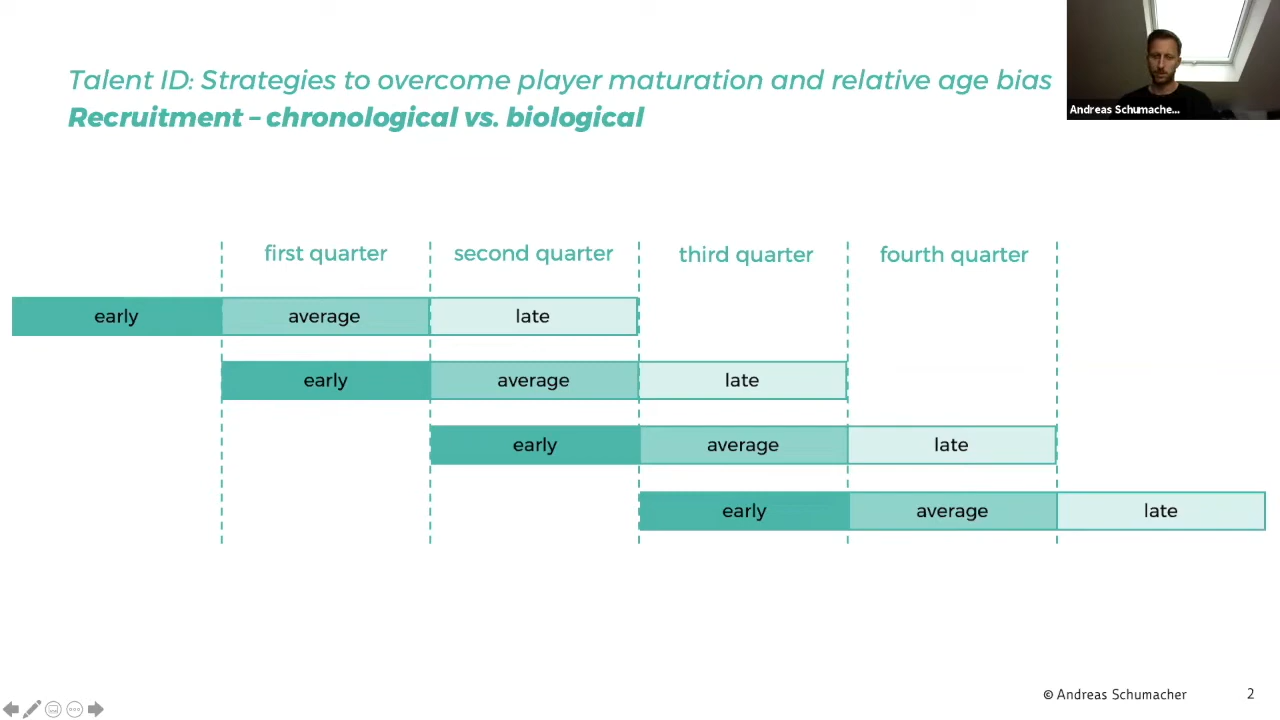 Talent ID: Strategies to overcome player maturation and relative age bias
Recruitment – chronological vs. biological
Andreas Schumache...
first quarter
second quarter
third quarter
fourth quarter
early average late
early average late
early average late
early average late
© Andreas Schumacher
2